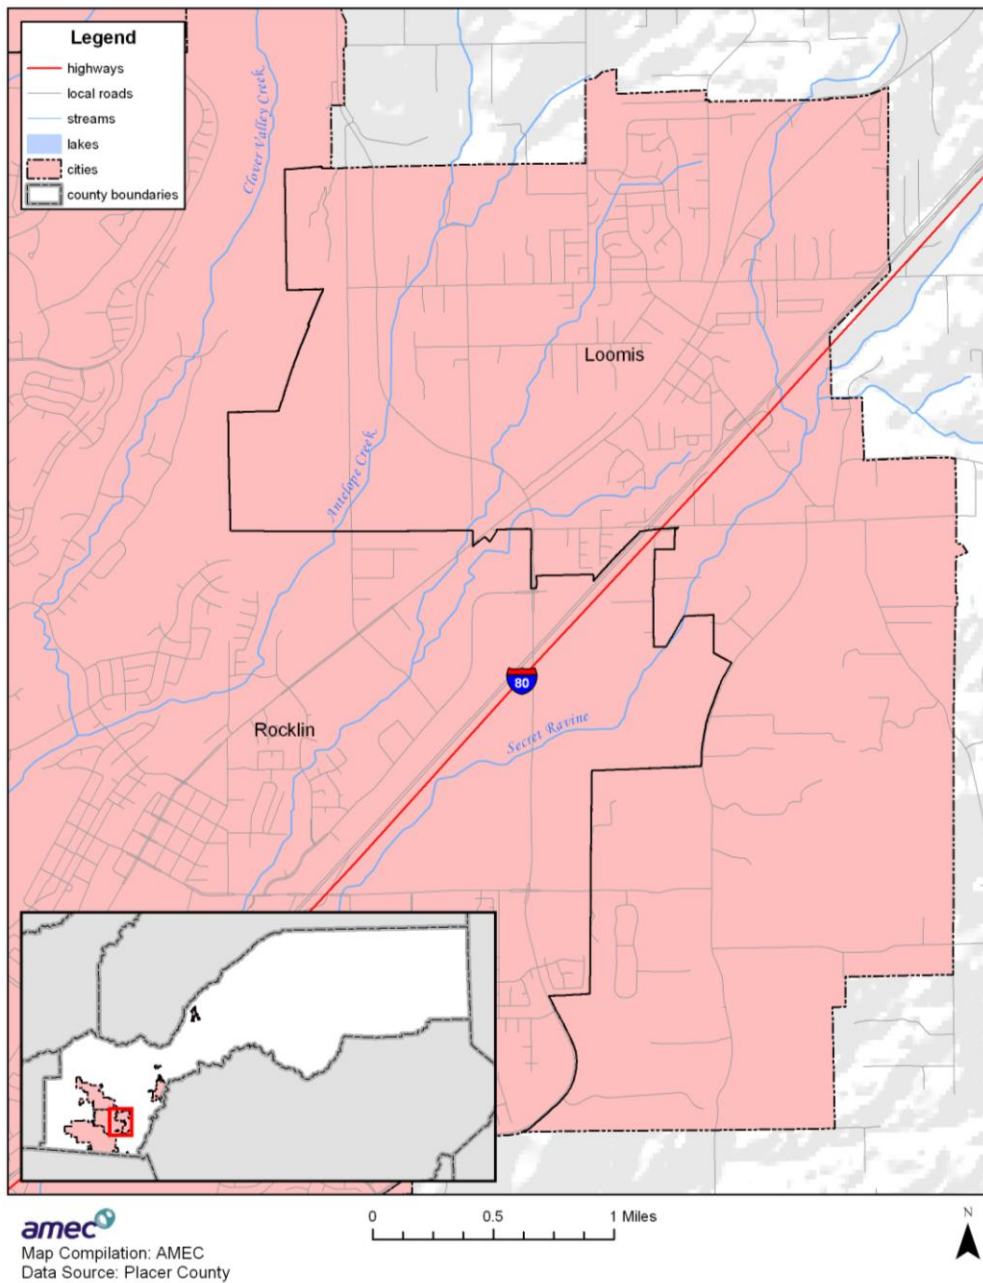 Legend
highways
local roads
streams
lakes
cities
county boundaries
Clover Valley Creek
Loomis
Antelope Creek
80
Secret Ravine
Rocklin
amec
Map Compilation: AMEC
Data Source: Placer County
0 0.5 1 Miles
N